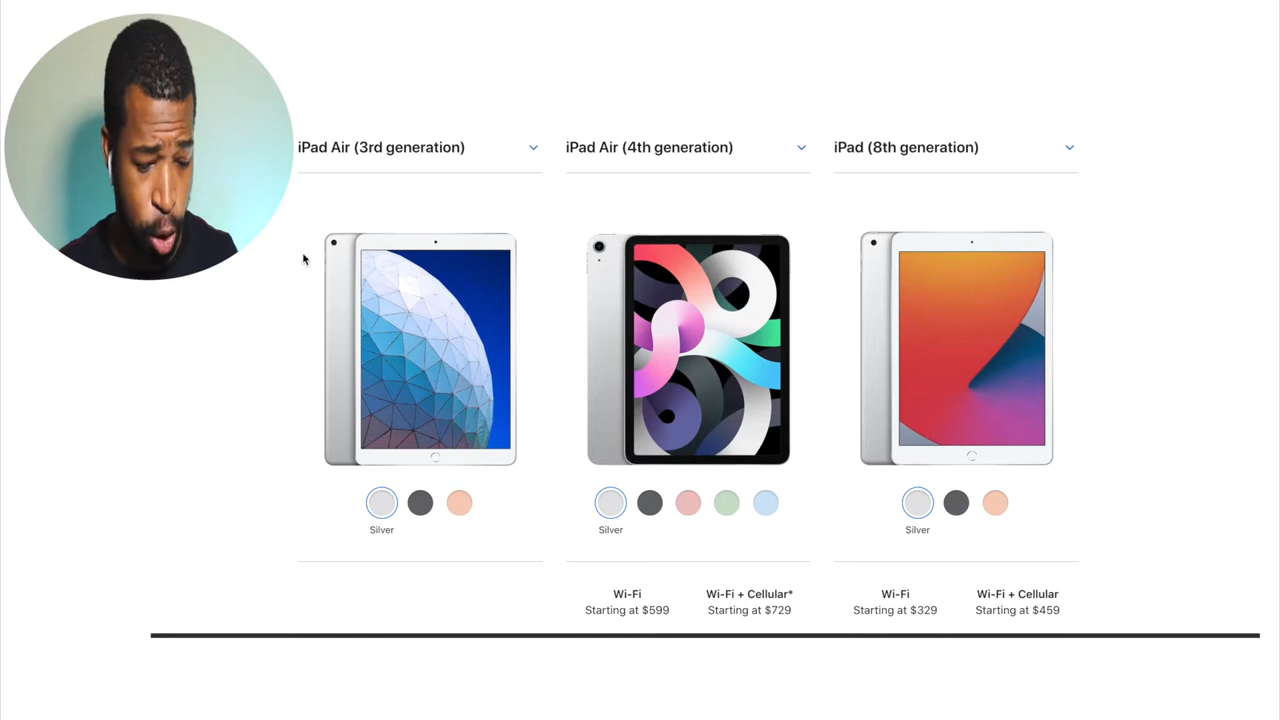 iPad Air (3rd generation)
iPad Air (4th generation)
iPad (8th generation)
Silver
Silver
Silver
Wi-Fi
Starting at $599
Wi-Fi + Cellular*
Starting at $729
Wi-Fi
Starting at $329
Wi-Fi + Cellular
Starting at $459